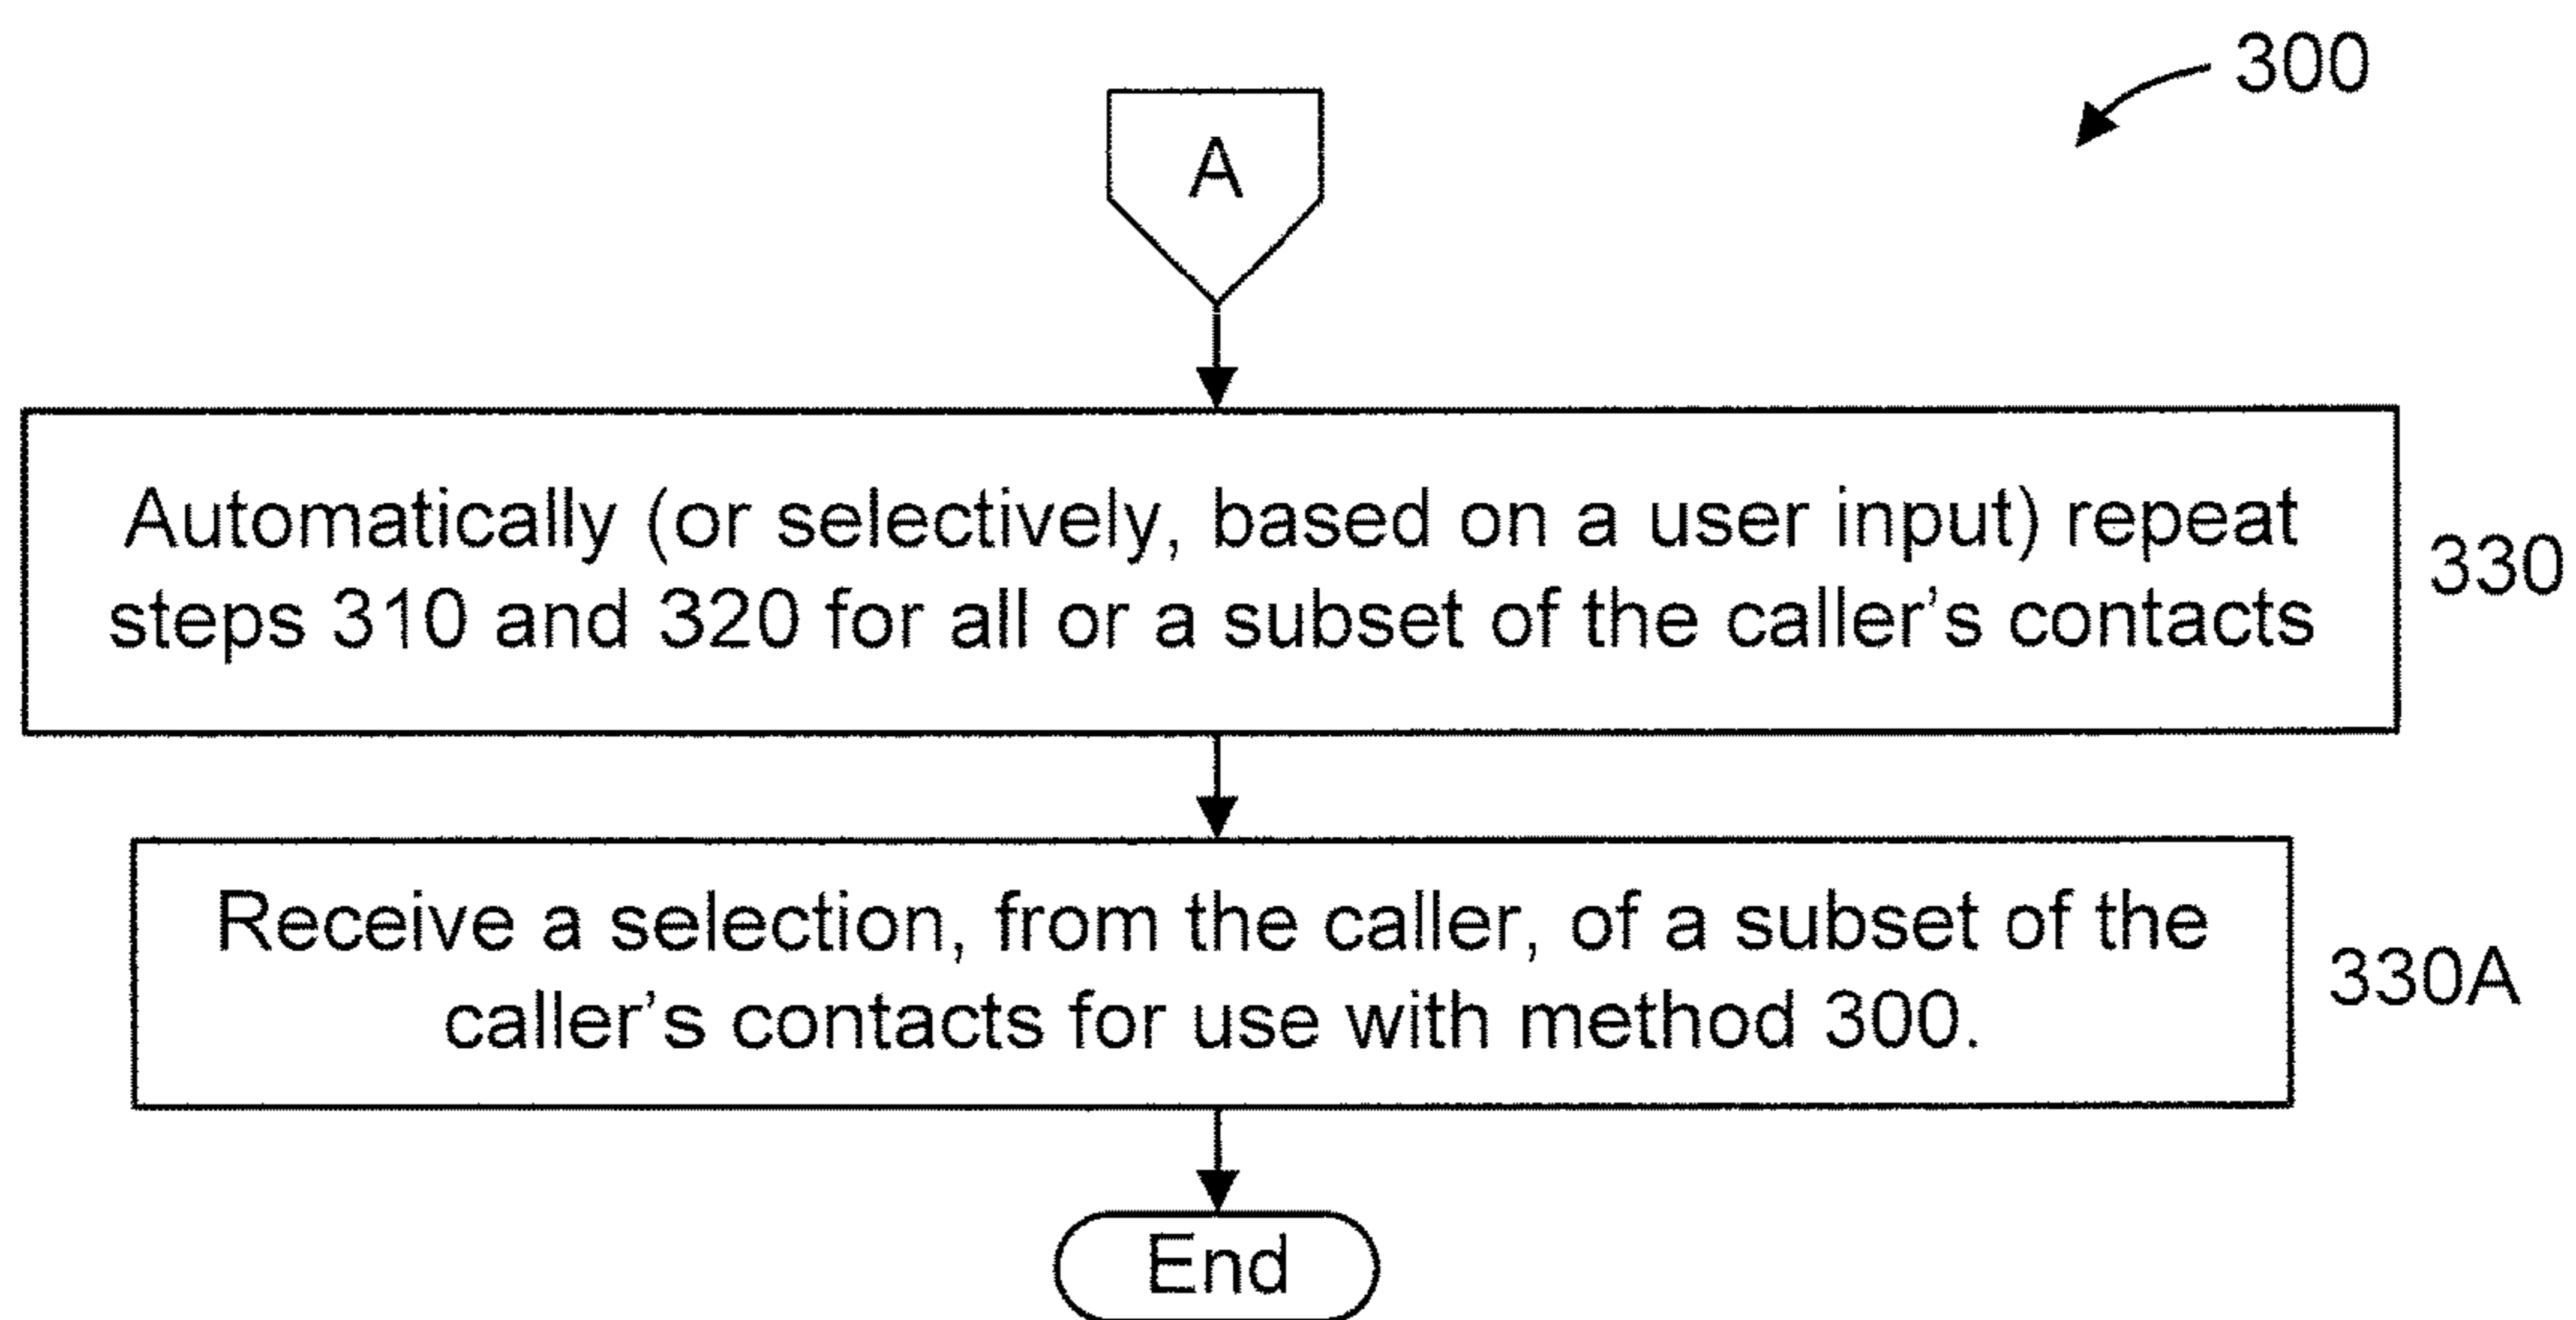 300
A
Automatically (or selectively, based on a user input) repeat
steps 310 and 320 for all or a subset of the caller's contacts
330
Receive a selection, from the caller, of a subset of the
caller's contacts for use with method 300.
330A
End